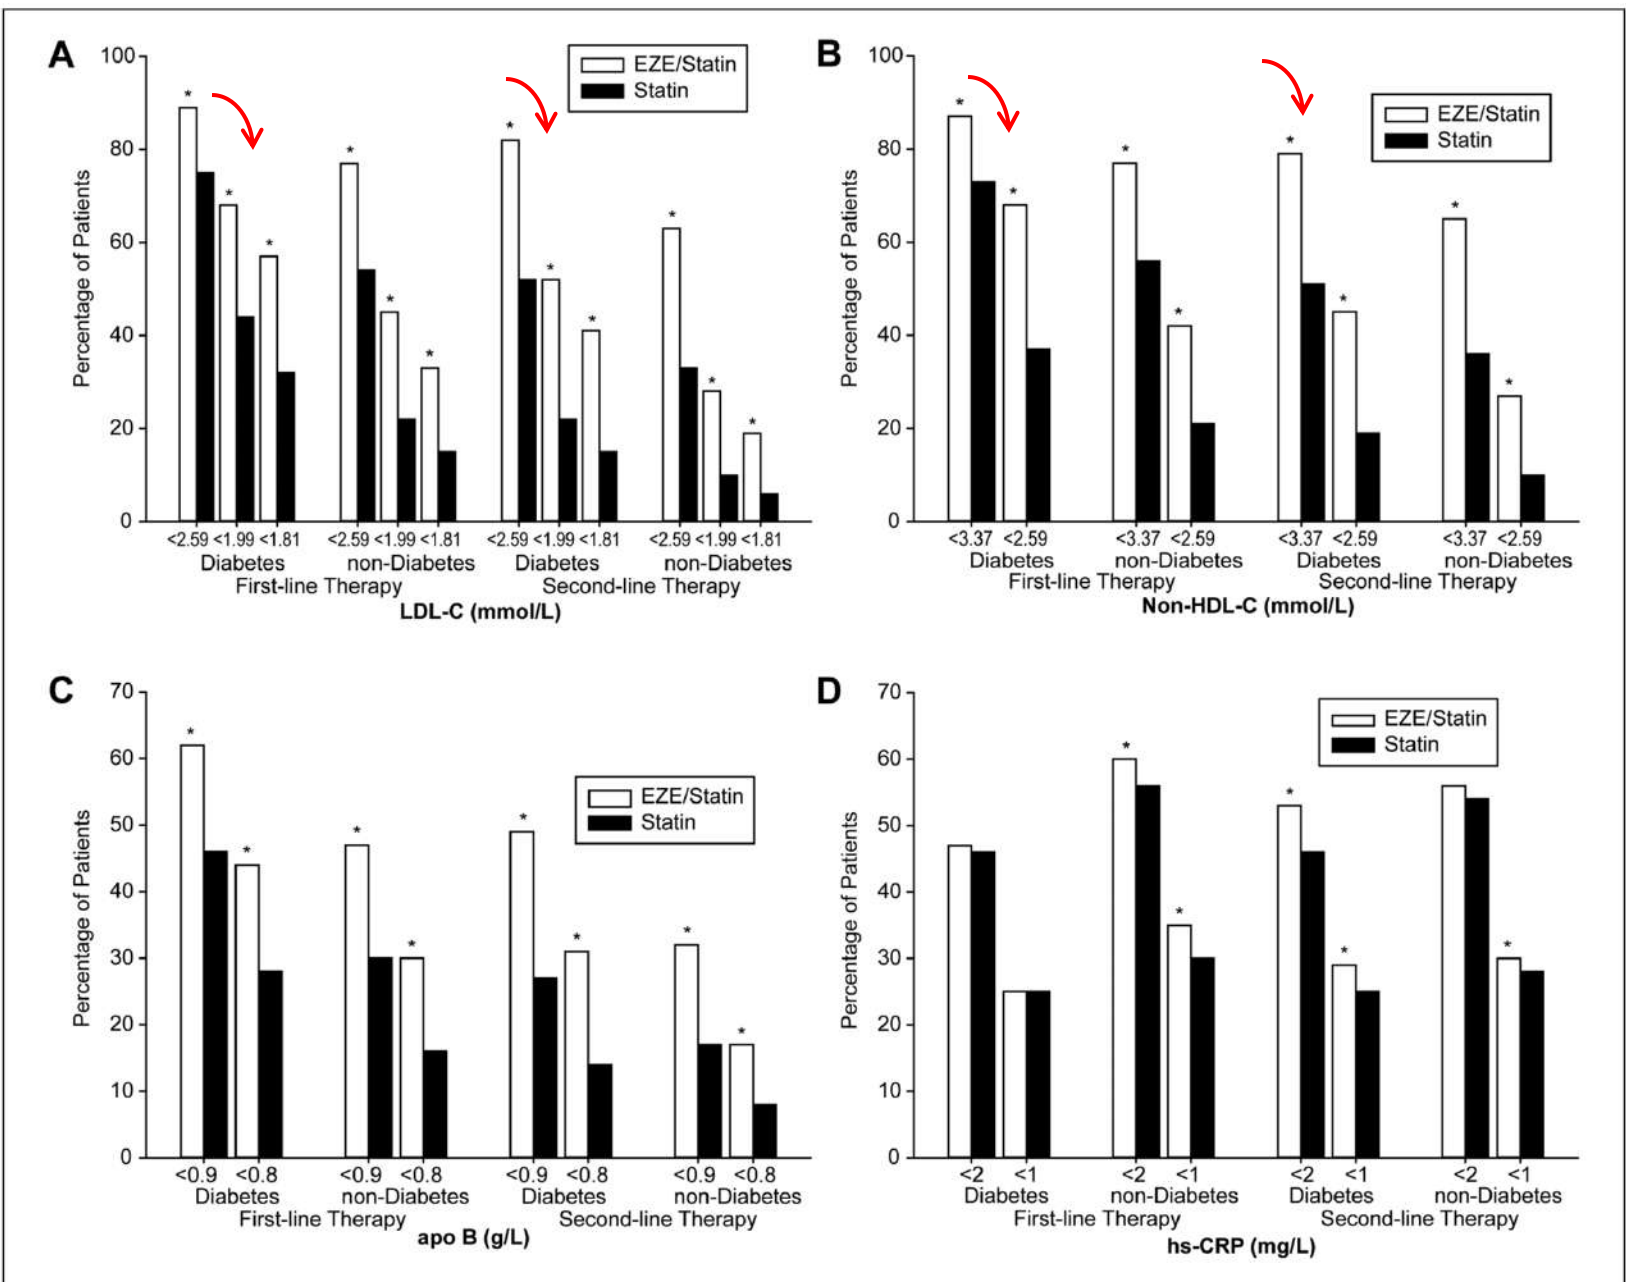 A
100
80
60
40
20
0
Percentage of Patients
EZE/Statin
Statin
* * * * * * * * * * * *
<2.59 <1.99 <1.81 <2.59 <1.99 <1.81 <2.59 <1.99 <1.81 <2.59 <1.99 <1.81
Diabetes non-Diabetes Diabetes non-Diabetes
First-line Therapy Second-line Therapy
LDL-C (mmol/L)
B
100
80
60
40
20
0
Percentage of Patients
EZE/Statin
Statin
* * * * * * * *
<3.37 <2.59 <3.37 <2.59 <3.37 <2.59 <3.37 <2.59
Diabetes non-Diabetes Diabetes non-Diabetes
First-line Therapy Second-line Therapy
Non-HDL-C (mmol/L)
C
70
60
50
40
30
20
10
0
Percentage of Patients
EZE/Statin
Statin
* * * * * * * *
<0.9 <0.8 <0.9 <0.8 <0.9 <0.8 <0.9 <0.8
Diabetes non-Diabetes Diabetes non-Diabetes
First-line Therapy Second-line Therapy
apo B (g/L)
D
70
60
50
40
30
20
10
0
Percentage of Patients
EZE/Statin
Statin
* * * * *
<2 <1 <2 <1 <2 <1 <2 <1
Diabetes non-Diabetes Diabetes non-Diabetes
First-line Therapy Second-line Therapy
hs-CRP (mg/L)